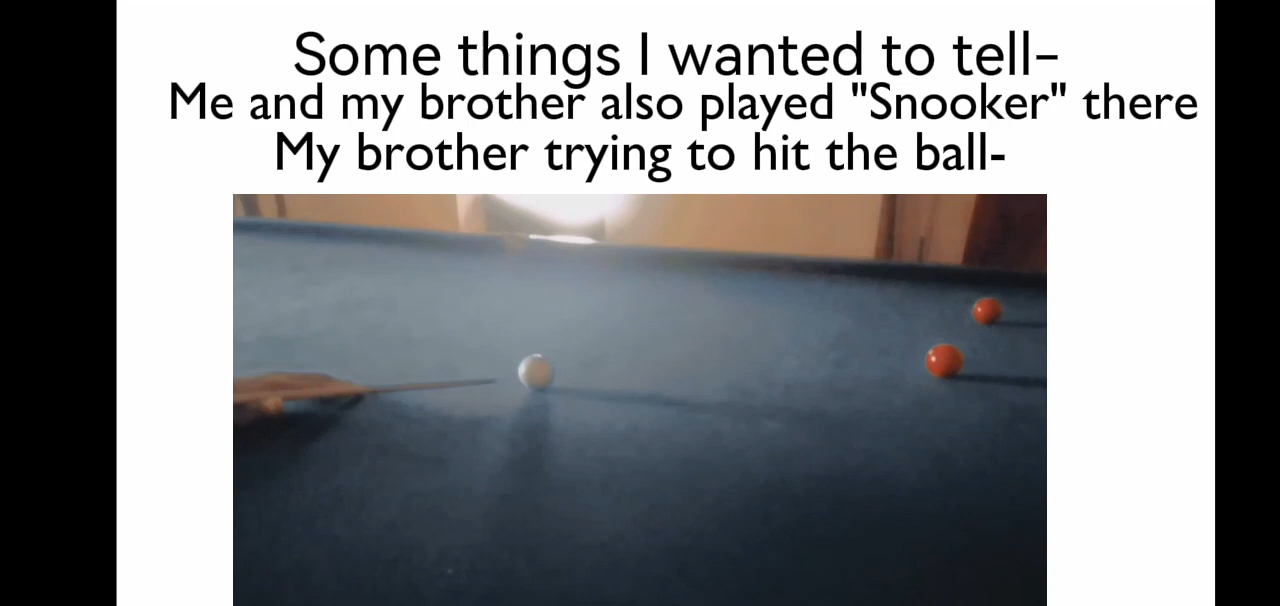 Some things I wanted to tell-
Me and my brother also played "Snooker" there
My brother trying to hit the ball-